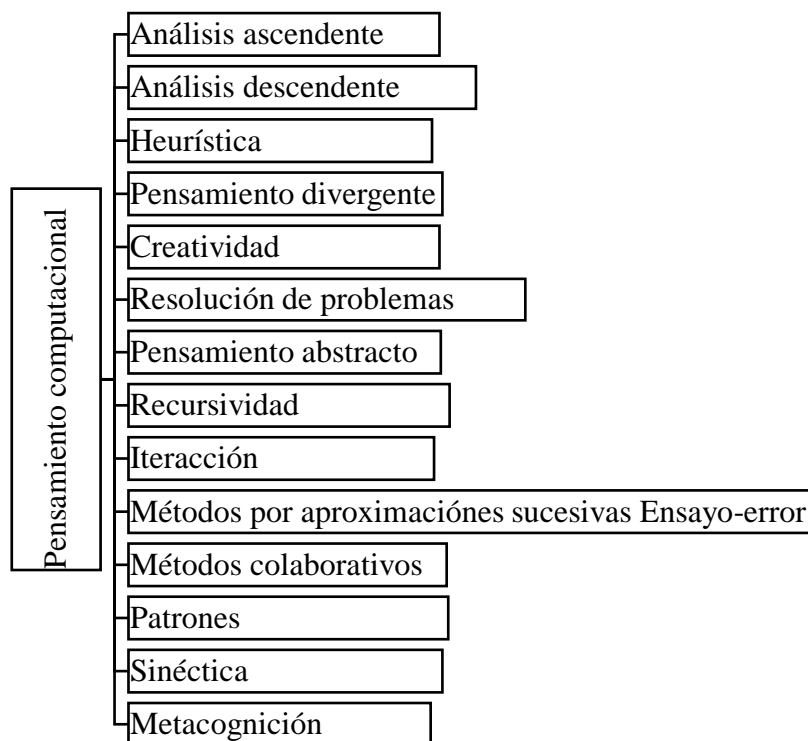 Pensamiento computacional
Análisis ascendente
Análisis descendente
Heurística
Pensamiento divergente
Creatividad
Resolución de problemas
Pensamiento abstracto
Recursividad
Iteracción
Métodos por aproximaciónes sucesivas Ensayo-error
Métodos colaborativos
Patrones
Sinéctica
Metacognición